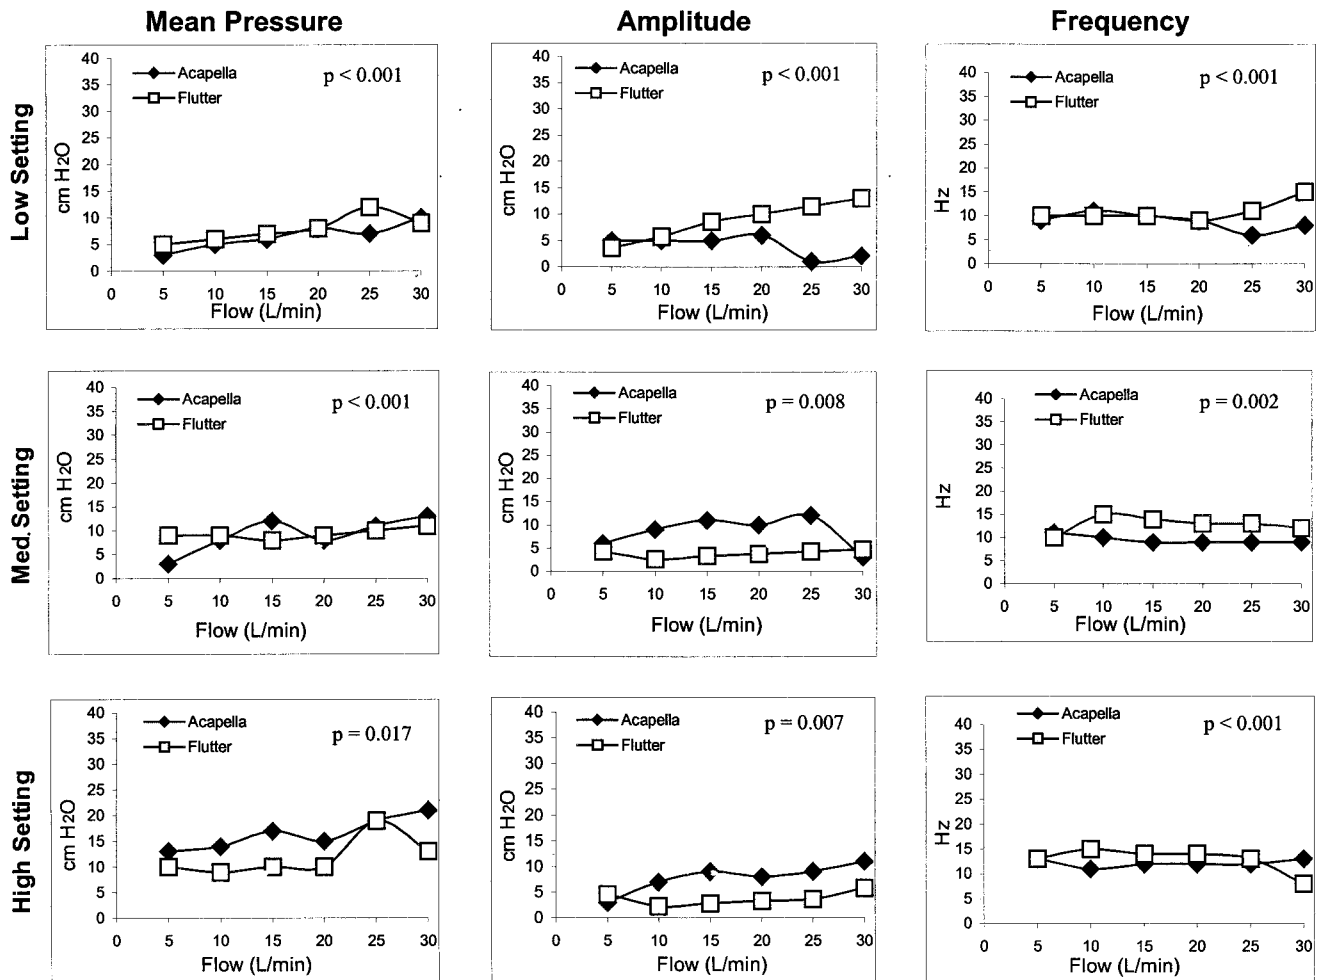 Mean Pressure
Amplitude
Frequency
Low Setting
40
35
30
25
20
15
10
5
0
cm H2O
Acapella
Flutter
p < 0.001
0 5 10 15 20 25 30
Flow (L/min)
40
35
30
25
20
15
10
5
0
cm H2O
Acapella
Flutter
p < 0.001
0 5 10 15 20 25 30
Flow (L/min)
40
35
30
25
20
15
10
5
0
Hz
Acapella
Flutter
p < 0.001
0 5 10 15 20 25 30
Flow (L/min)
Med. Setting
40
35
30
25
20
15
10
5
0
cm H2O
Acapella
Flutter
p < 0.001
0 5 10 15 20 25 30
Flow (L/min)
40
35
30
25
20
15
10
5
0
cm H2O
Acapella
Flutter
p = 0.008
0 5 10 15 20 25 30
Flow (L/min)
40
35
30
25
20
15
10
5
0
Hz
Acapella
Flutter
p = 0.002
0 5 10 15 20 25 30
Flow (L/min)
High Setting
40
35
30
25
20
15
10
5
0
cm H2O
Acapella
Flutter
p = 0.017
0 5 10 15 20 25 30
Flow (L/min)
40
35
30
25
20
15
10
5
0
cm H2O
Acapella
Flutter
p = 0.007
0 5 10 15 20 25 30
Flow (L/min)
40
35
30
25
20
15
10
5
0
Hz
Acapella
Flutter
p < 0.001
0 5 10 15 20 25 30
Flow (L/min)